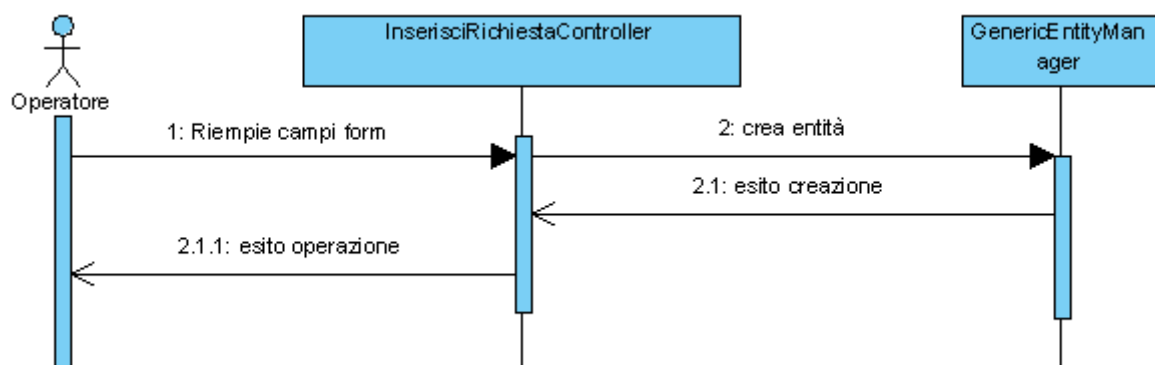 InserisciRichiestaController
GenericEntityMan
ager
Operatore
1: Riempie campi form
2: crea entità
2.1: esito creazione
2.1.1: esito operazione